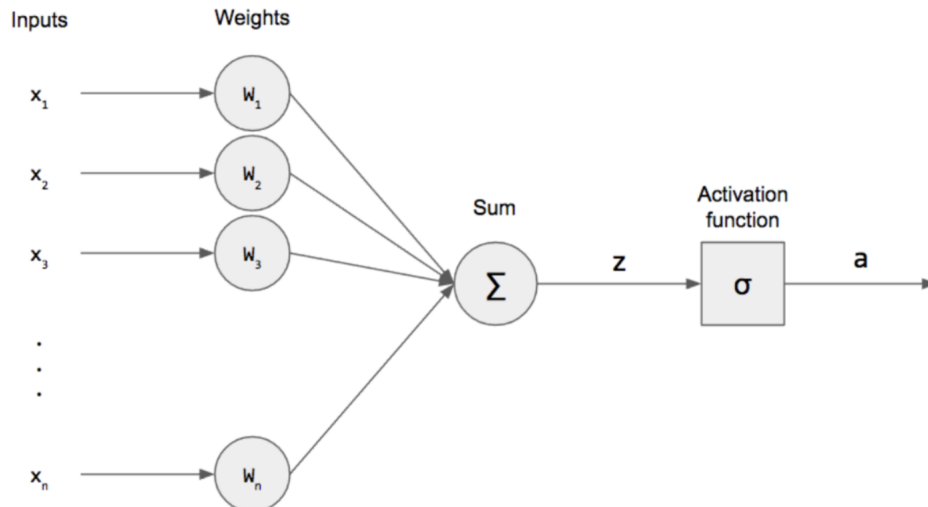 Inputs
Weights
x₁
W₁
x₂
W₂
x₃
W₃
.
.
.
xₙ
Wₙ
Sum
Σ
z
Activation
function
σ
a